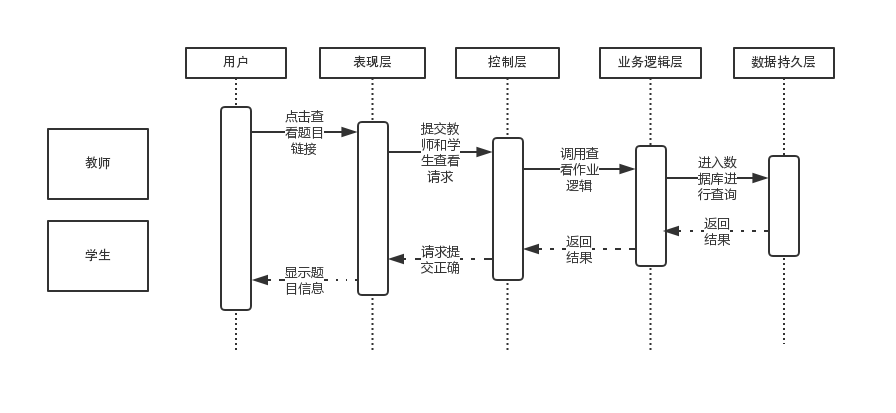 用户
表现层
控制层
业务逻辑层
数据持久层
教师
学生
点击查
看题目
链接
提交教
师和学
生查看
请求
调用查
看作业
逻辑
进入数
据库进
行查询
返回
结果
返回
结果
请求提
交正确
显示题
目信息